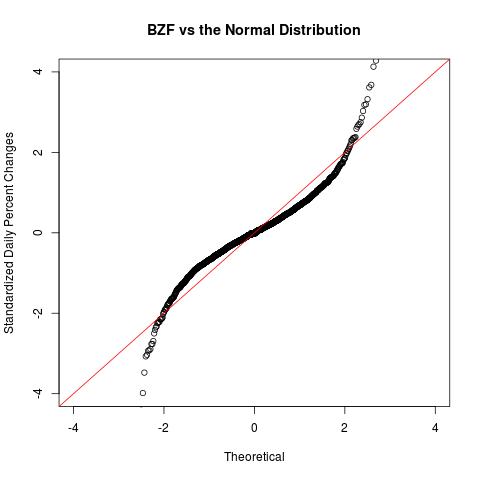 BZF vs the Normal Distribution
Standardized Daily Percent Changes
4
2
0
-2
-4
-4 -2 0 2 4
Theoretical